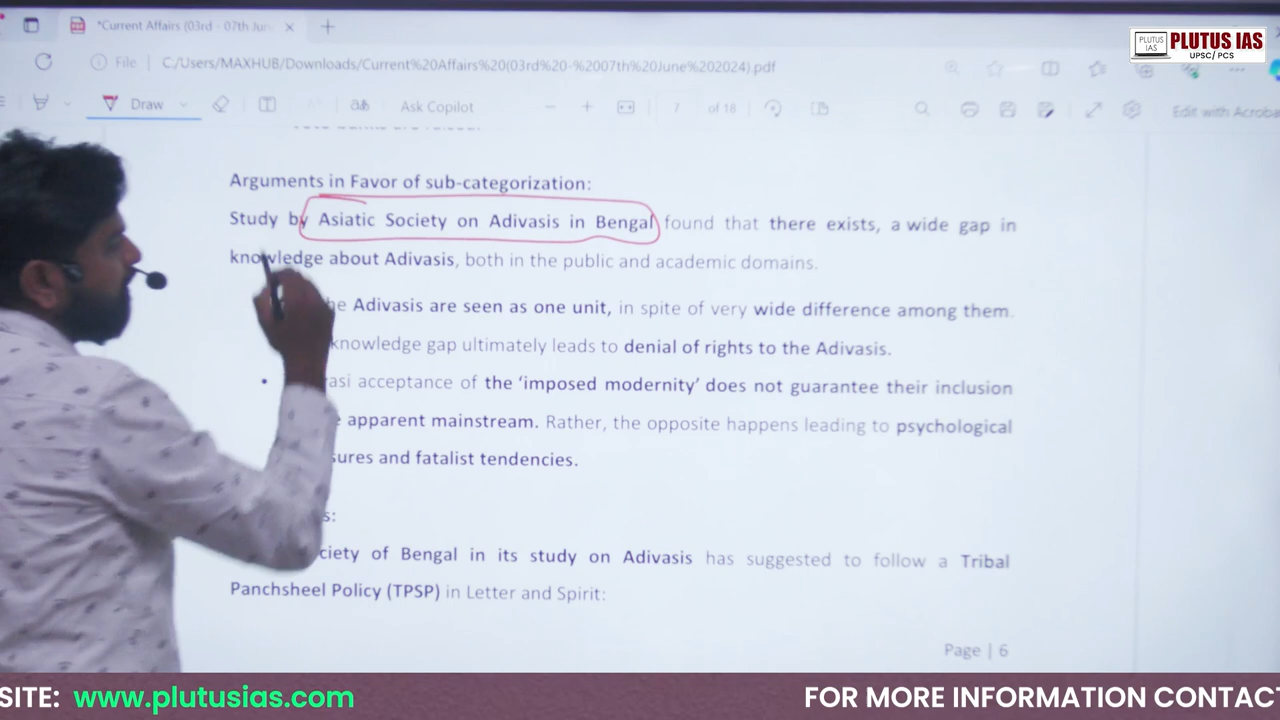 *Current Affairs (03rd - 07th Jun
PLUTUS IAS
PLUTUS IAS
UPSC/ PCS
File | C:/Users/MAXHUB/Downloads/Current%20 %20-%2007th%20June%202024).pdf
Draw
Ask Copilot
7 of 18
Edit with Acroba
Arguments in Favor of sub-categorization:
Study by Asiatic Society on Adivasis in Bengal found that there exists, a wide gap in
knowledge about Adivasis, both in the public and academic domains.
he Adivasis are seen as one unit, in spite of very wide difference among them.
knowledge gap ultimately leads to denial of rights to the Adivasis.
• asi acceptance of the ‘imposed modernity’ does not guarantee their inclusion
apparent mainstream. Rather, the opposite happens leading to psychological
sures and fatalist tendencies.
s:
ciety of Bengal in its study on Adivasis has suggested to follow a Tribal
Panchsheel Policy (TPSP) in Letter and Spirit:
Page | 6
SITE: www.plutusias.com
FOR MORE INFORMATION CONTACT